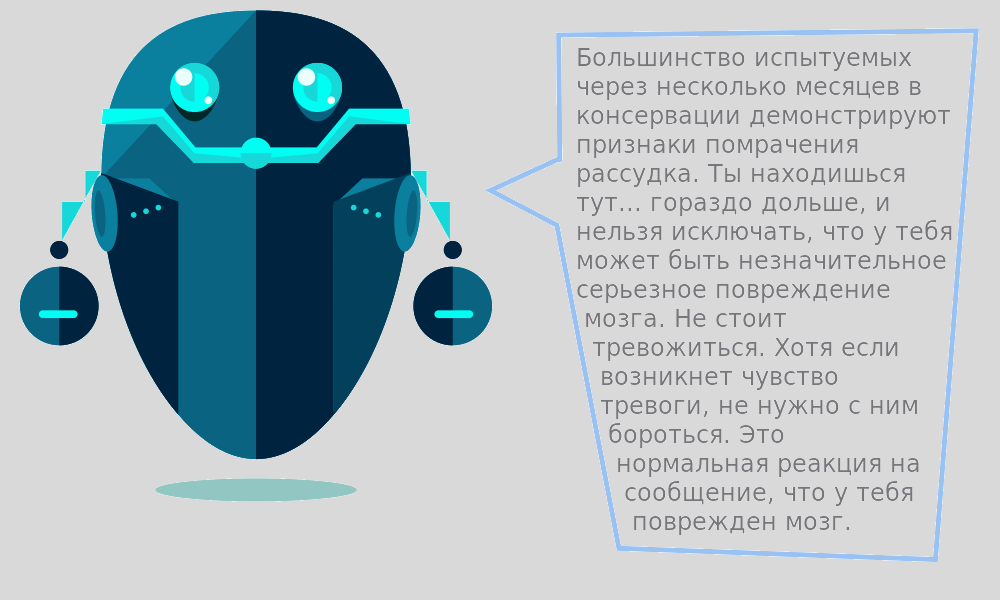 Большинство испытуемых
через несколько месяцев в
консервации демонстрируют
признаки помрачения
рассудка. Ты находишься
тут... гораздо дольше, и
нельзя исключать, что у тебя
может быть незначительное
серьезное повреждение
мозга. Не стоит
тревожиться. Хотя если
возникнет чувство
тревоги, не нужно с ним
бороться. Это
нормальная реакция на
сообщение, что у тебя
поврежден мозг.